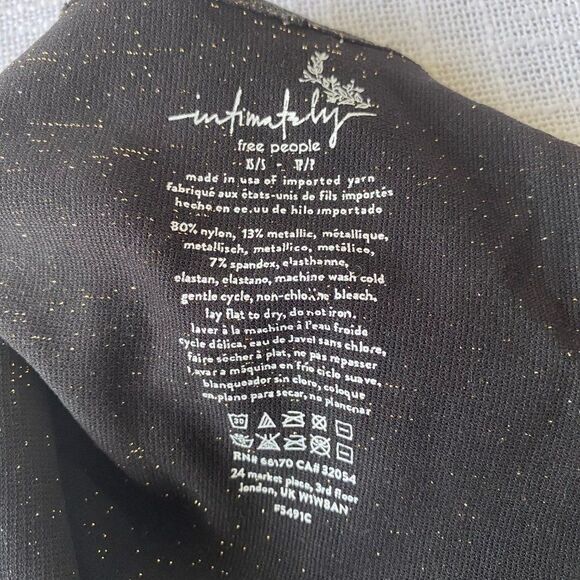 intimately
free people
XS/S - TP/P
made in usa of imported yarn
fabriqué aux états-unis de fils importés
hecho en ee.uu de hilo importado
80% nylon, 13% metallic, métallique,
metallisch, metallico, metálico,
7% spandex, elasthanne,
elastan, elastano, machine wash cold
gentle cycle, non-chlorine bleach,
lay flat to dry, do not iron.
laver à la machine à l'eau froide
cycle délica, eau de Javel sans chlore,
faire sécher à plat, ne pas repasser
Lavar a máquina en frío ciclo suave,
blanqueador sin cloro, coloque
en plano para secar, no planchar
30
RN# 66170 CA# 32054
24 market place, 3rd floor
london, UK W1W8AN
F5491C